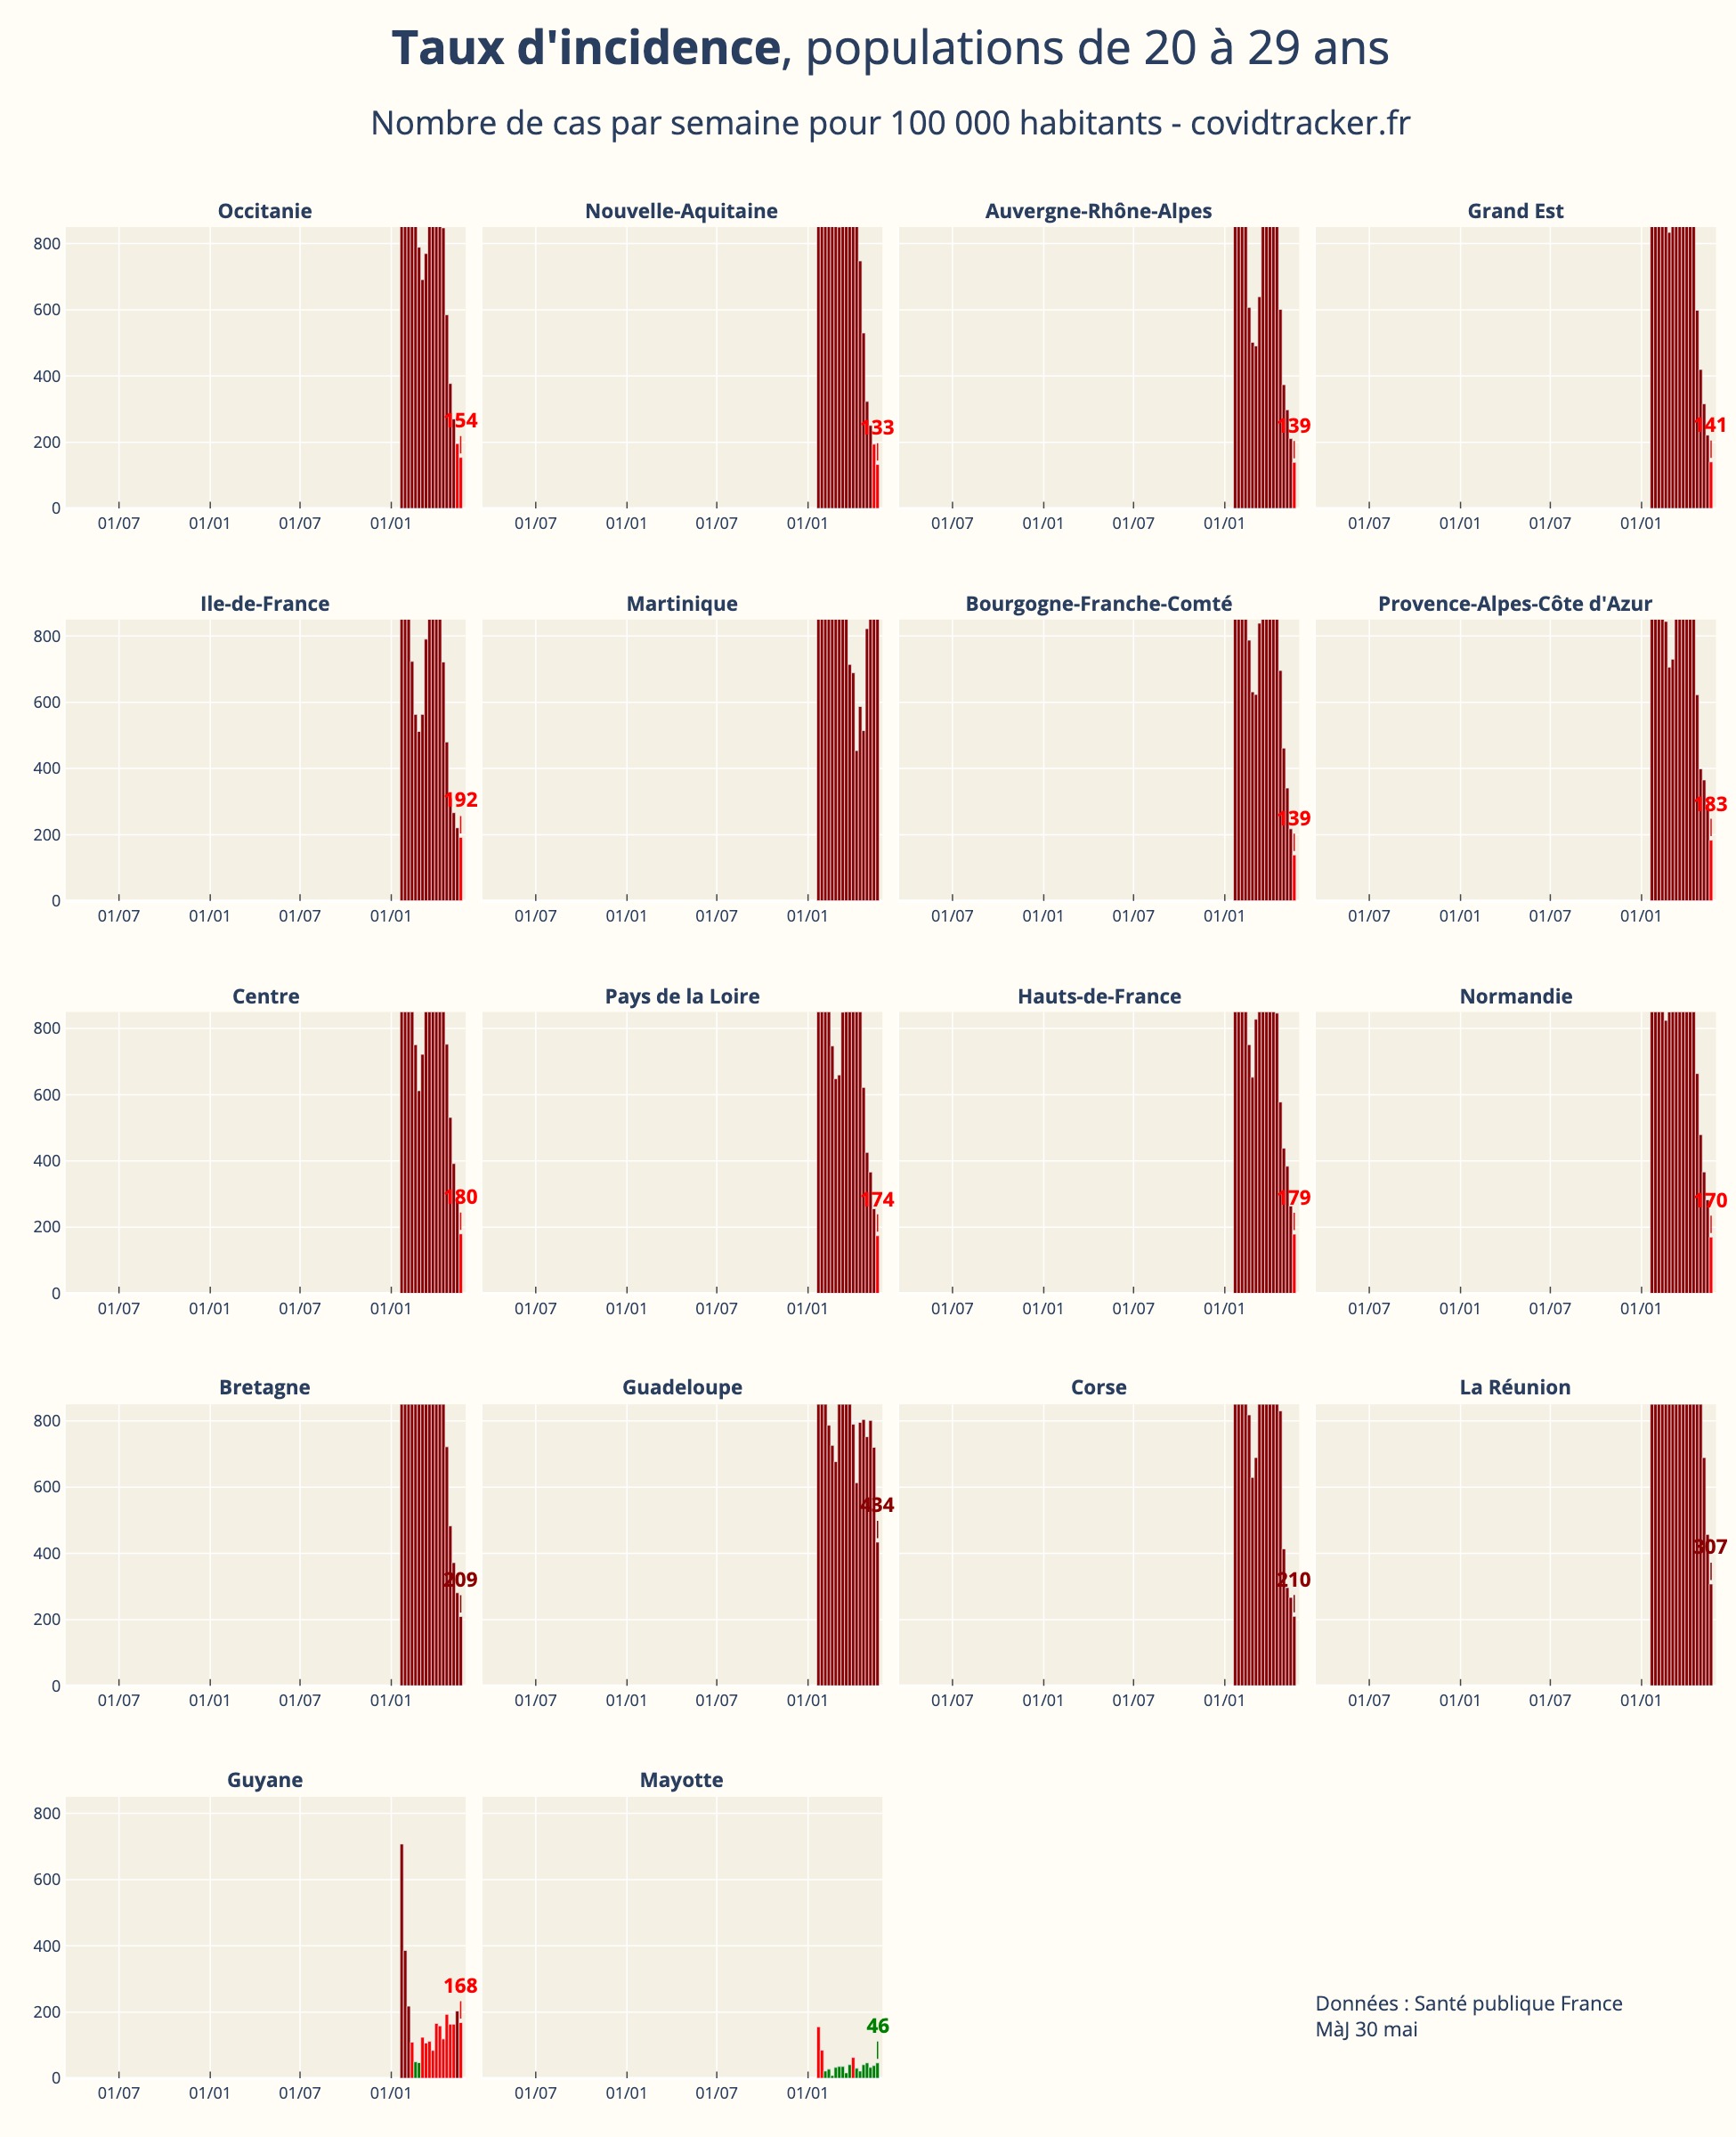 Taux d'incidence, populations de 20 à 29 ans
Nombre de cas par semaine pour 100 000 habitants - covidtracker.fr
Occitanie Nouvelle-Aquitaine Auvergne-Rhône-Alpes Grand Est
800
600
400
154 133 139 141
200
0
01/07 01/01 01/07 01/01 01/07 01/01 01/07 01/01 01/07 01/01 01/07 01/01 01/07 01/01 01/07 01/01
Ile-de-France Martinique Bourgogne-Franche-Comté Provence-Alpes-Côte d'Azur
800
600
400
192 139 183
200
0
01/07 01/01 01/07 01/01 01/07 01/01 01/07 01/01 01/07 01/01 01/07 01/01 01/07 01/01 01/07 01/01
Centre Pays de la Loire Hauts-de-France Normandie
800
600
400
180 174 179 170
200
0
01/07 01/01 01/07 01/01 01/07 01/01 01/07 01/01 01/07 01/01 01/07 01/01 01/07 01/01 01/07 01/01
Bretagne Guadeloupe Corse La Réunion
800
600
434
400
307
209 210
200
0
01/07 01/01 01/07 01/01 01/07 01/01 01/07 01/01 01/07 01/01 01/07 01/01 01/07 01/01 01/07 01/01
Guyane Mayotte
800
600
400
168
200
46
0
01/07 01/01 01/07 01/01 01/07 01/01 01/07 01/01
Données : Santé publique France
MàJ 30 mai